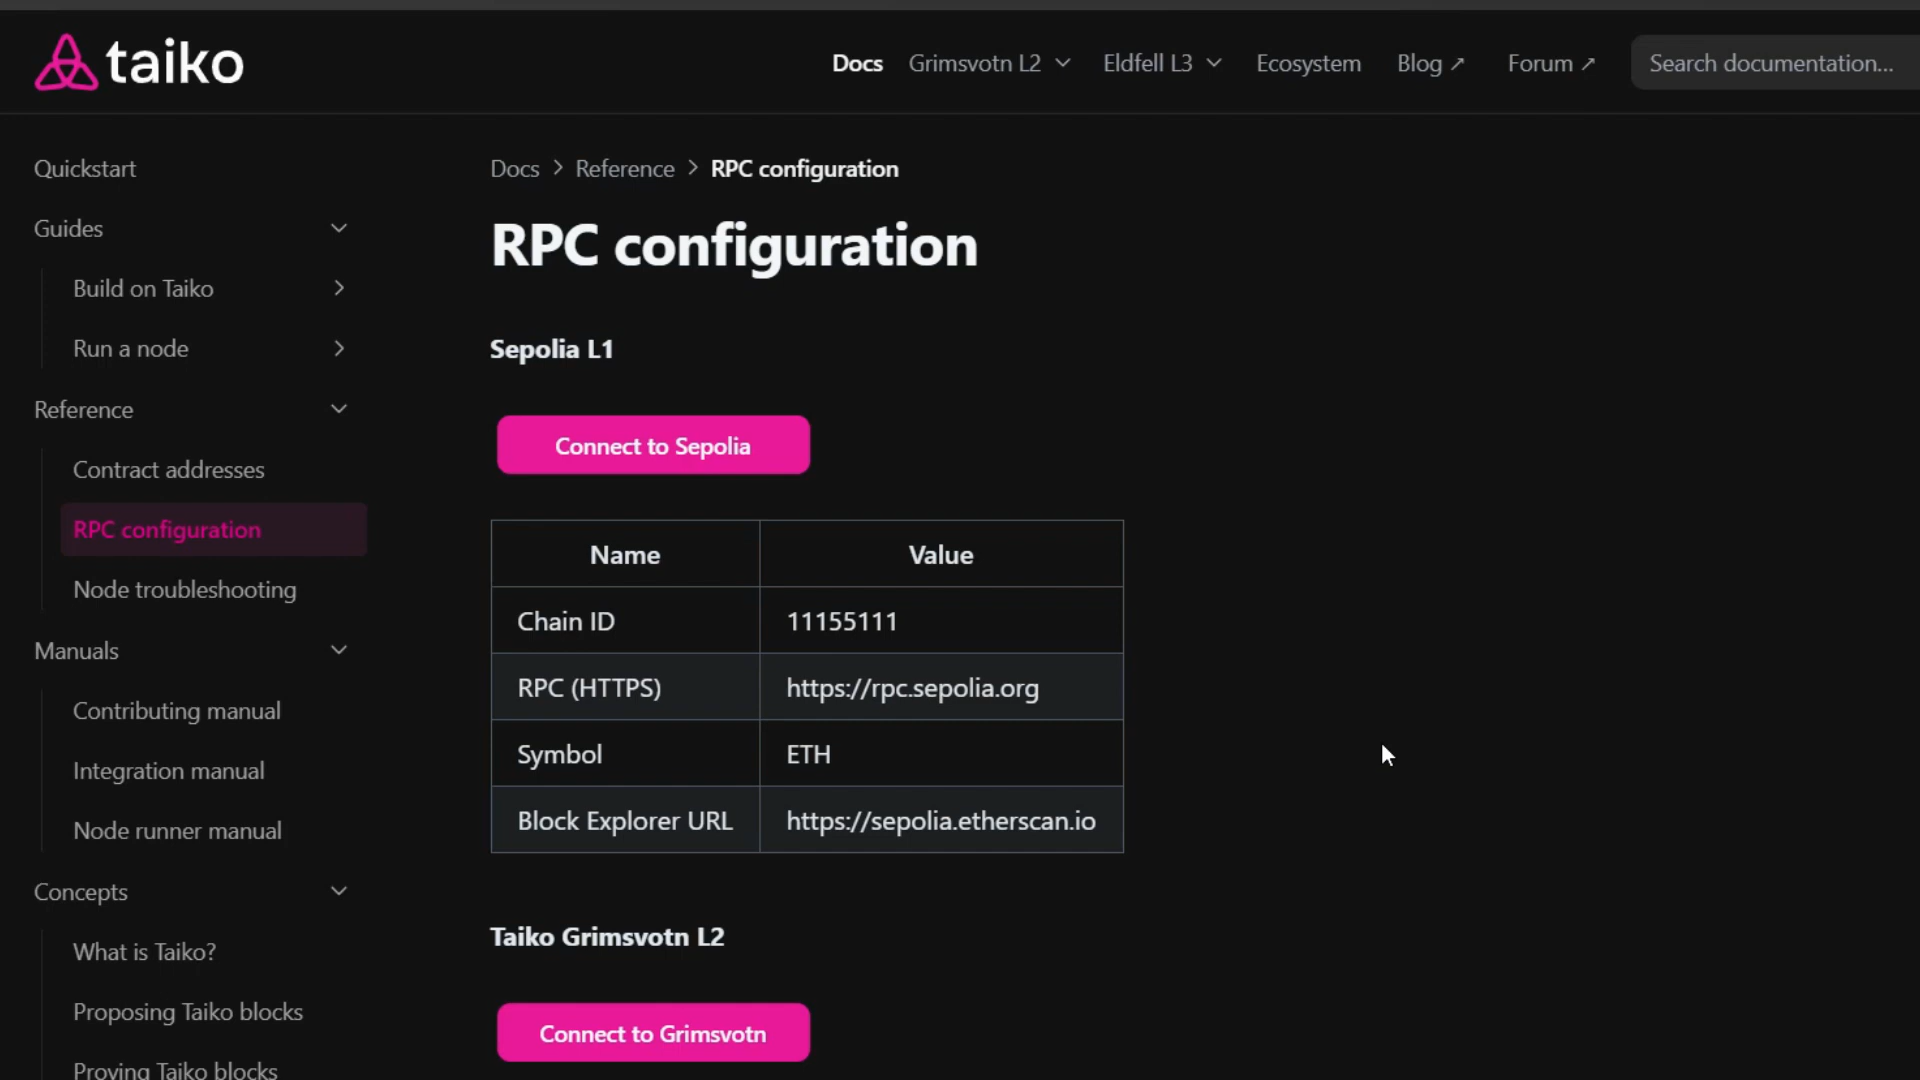 taiko
Docs Grimsvotn L2 Eldfell L3 Ecosystem Blog ↗ Forum ↗ Search documentation...
Quickstart
Guides
Build on Taiko
Run a node
Reference
Contract addresses
RPC configuration
Node troubleshooting
Manuals
Contributing manual
Integration manual
Node runner manual
Concepts
What is Taiko?
Proposing Taiko blocks
Proving Taiko blocks
Docs > Reference > RPC configuration
RPC configuration
Sepolia L1
Connect to Sepolia
Name Value
Chain ID 11155111
RPC (HTTPS) https://rpc.sepolia.org
Symbol ETH
Block Explorer URL https://sepolia.etherscan.io
Taiko Grimsvotn L2
Connect to Grimsvotn